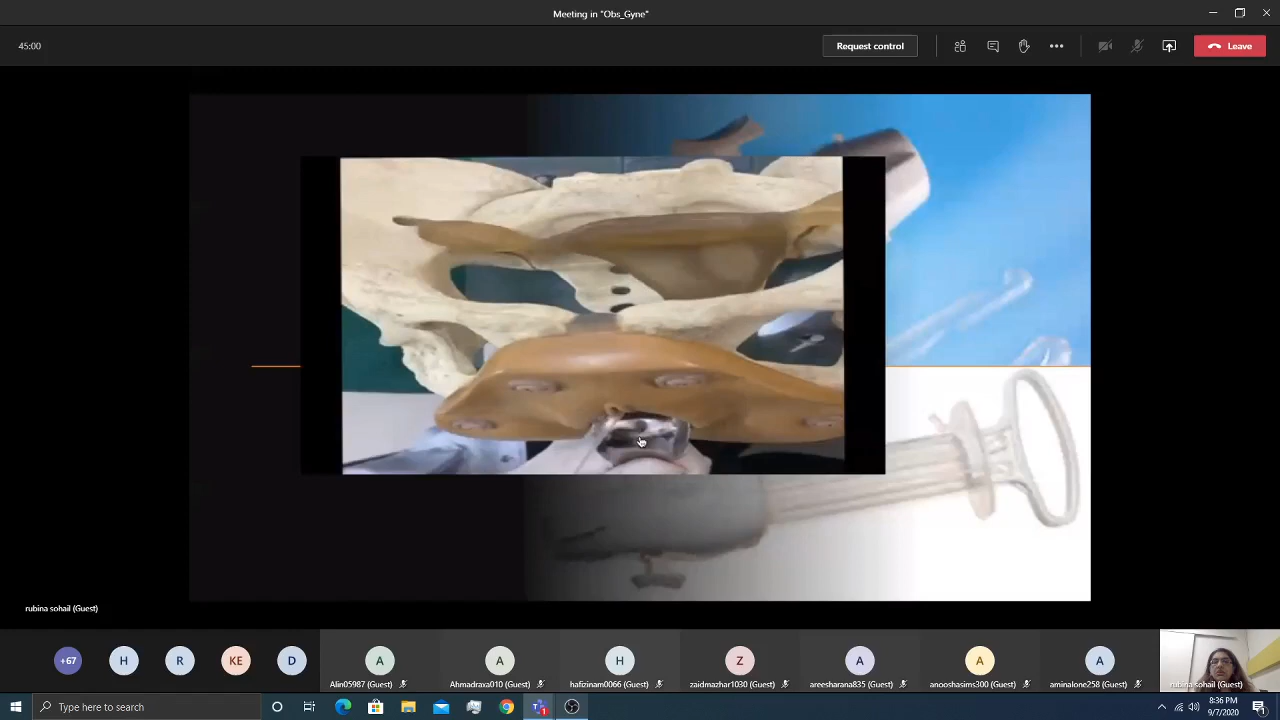 Meeting in "Obs_Gyne"
45:00
Request control
Leave
rubina sohail (Guest)
+67
H
R
KE
D
A
Alin05987 (Guest)
A
Ahmadraxa010 (Guest)
H
hafizinam0066 (Guest)
Z
zaidmazhar1030 (Guest)
A
areesharana835 (Guest)
A
anooshasims300 (Guest)
A
aminalone258 (Guest)
rubina sohail (Guest)
Type here to search
8:36 PM
9/7/2020